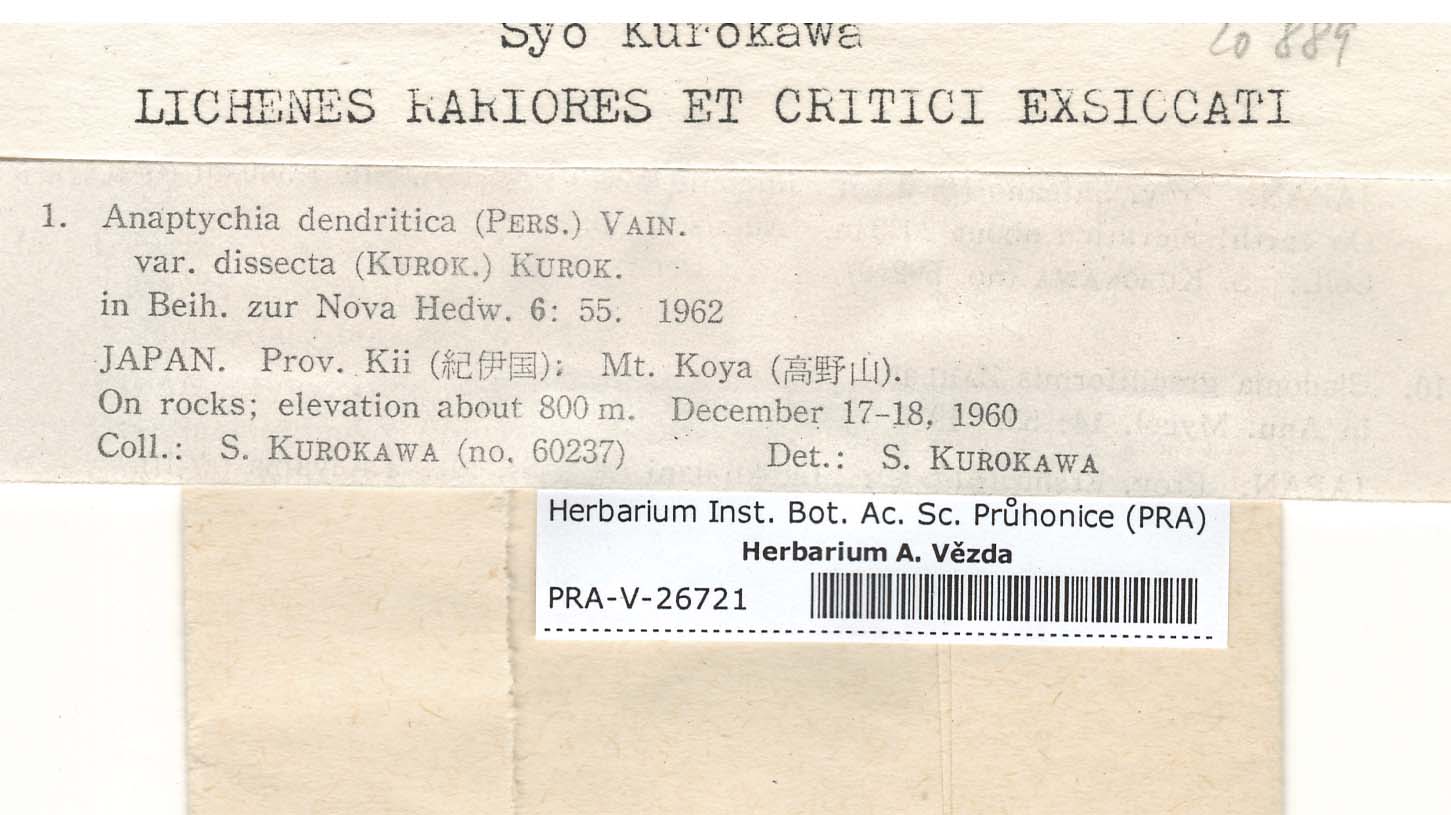 Syo Kurokawa 20 889
LICHENES RARIORES ET CRITICI EXSICCATI
1. Anaptychia dendritica (PERS.) VAIN.
var. dissecta (KUROK.) KUROK.
in Beih. zur Nova Hedw. 6: 55. 1962
JAPAN. Prov. Kii (紀伊国): Mt. Koya (高野山).
On rocks; elevation about 800 m. December 17-18, 1960
Coll.: S. KUROKAWA (no. 60237) Det.: S. KUROKAWA
Herbarium Inst. Bot. Ac. Sc. Průhonice (PRA)
Herbarium A. Vězda
PRA-V-26721